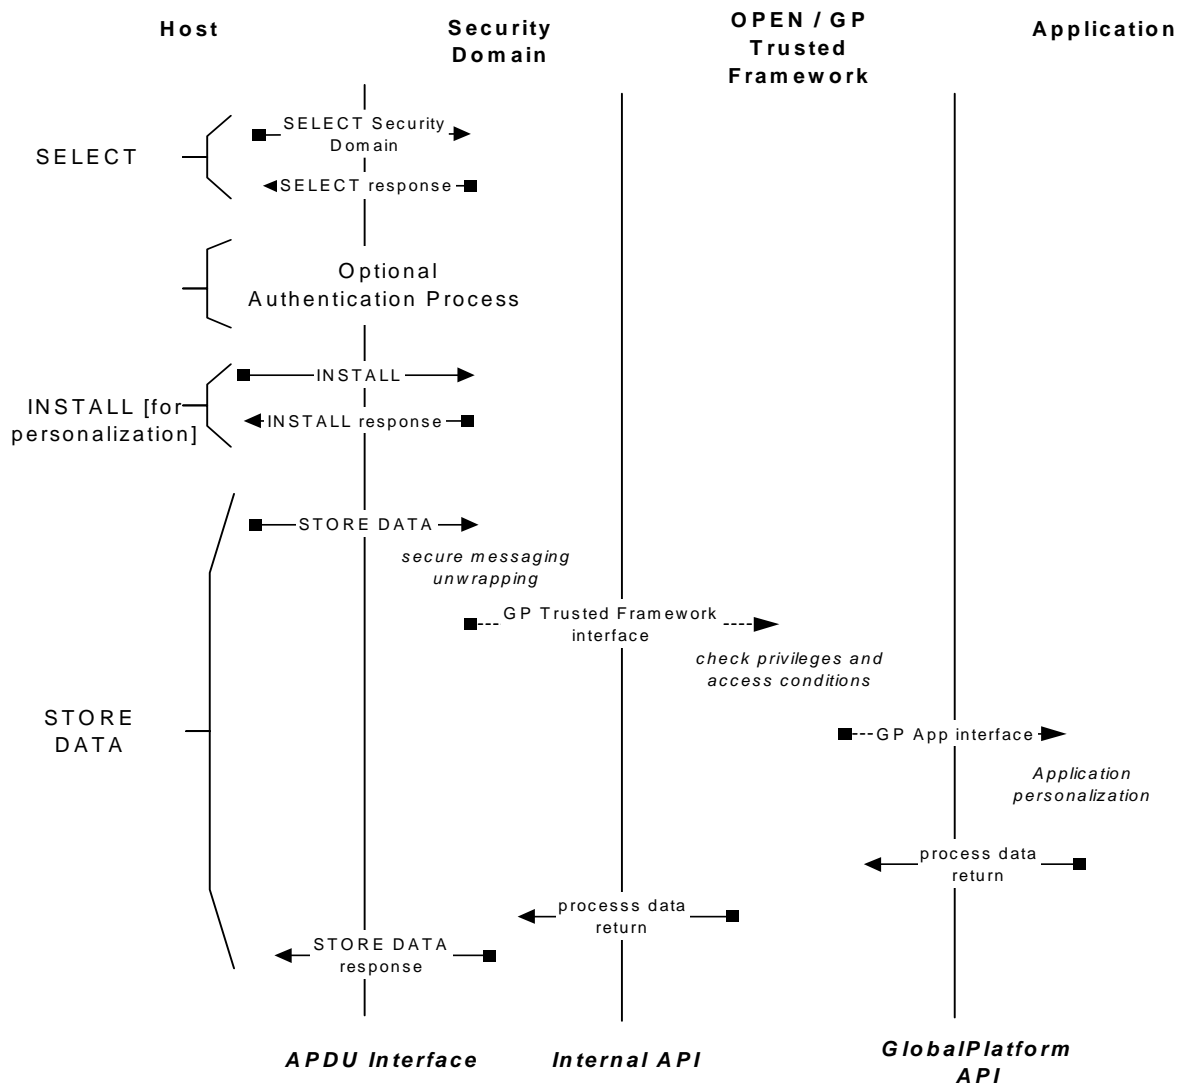 Host
Security
Domain
OPEN / GP
Trusted
Framework
Application
SELECT
SELECT Security
Domain
SELECT response
Optional
Authentication Process
INSTALL [for
personalization]
INSTALL
INSTALL response
STORE
DATA
STORE DATA
secure messaging
unwrapping
GP Trusted Framework
interface
check privileges and
access conditions
GP App interface
Application
personalization
process data
return
processs data
return
STORE DATA
response
APDU Interface
Internal API
GlobalPlatform
API